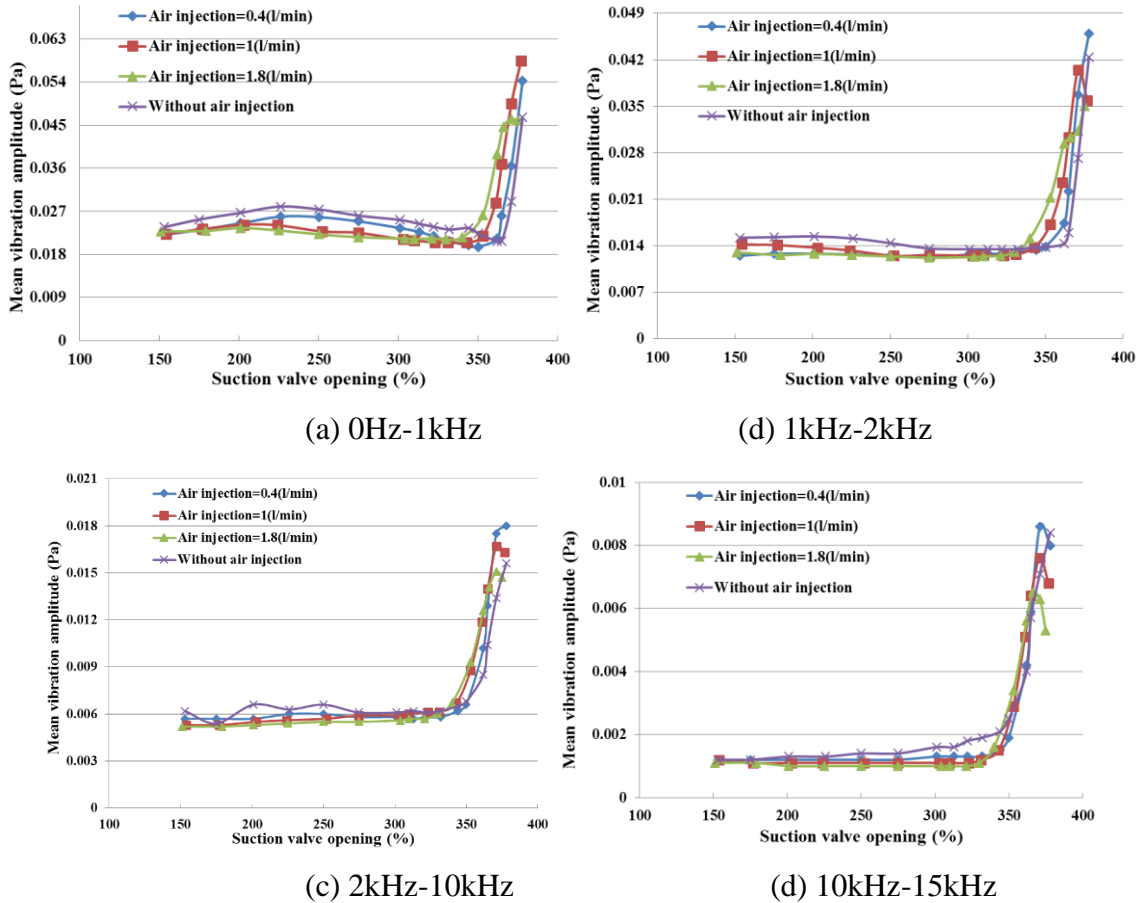 Air injection=0.4(l/min)
Air injection=1(l/min)
Air injection=1.8(l/min)
Without air injection
Mean vibration amplitude (Pa)
0.063
0.054
0.045
0.036
0.027
0.018
0.009
0
100 150 200 250 300 350 400
Suction valve opening (%)
(a) 0Hz-1kHz
Air injection=0.4(l/min)
Air injection=1(l/min)
Air injection=1.8(l/min)
Without air injection
Mean vibration amplitude (Pa)
0.049
0.042
0.035
0.028
0.021
0.014
0.007
0
100 150 200 250 300 350 400
Suction valve opening (%)
(d) 1kHz-2kHz
Air injection=0.4(l/min)
Air injection=1(l/min)
Air injection=1.8(l/min)
Without air injection
Mean vibration amplitude (Pa)
0.021
0.018
0.015
0.012
0.009
0.006
0.003
0
100 150 200 250 300 350 400
Suction valve opening (%)
(c) 2kHz-10kHz
Air injection=0.4(l/min)
Air injection=1(l/min)
Air injection=1.8(l/min)
Without air injection
Mean vibration amplitude (Pa)
0.01
0.008
0.006
0.004
0.002
0
100 150 200 250 300 350 400
Suction valve opening (%)
(d) 10kHz-15kHz